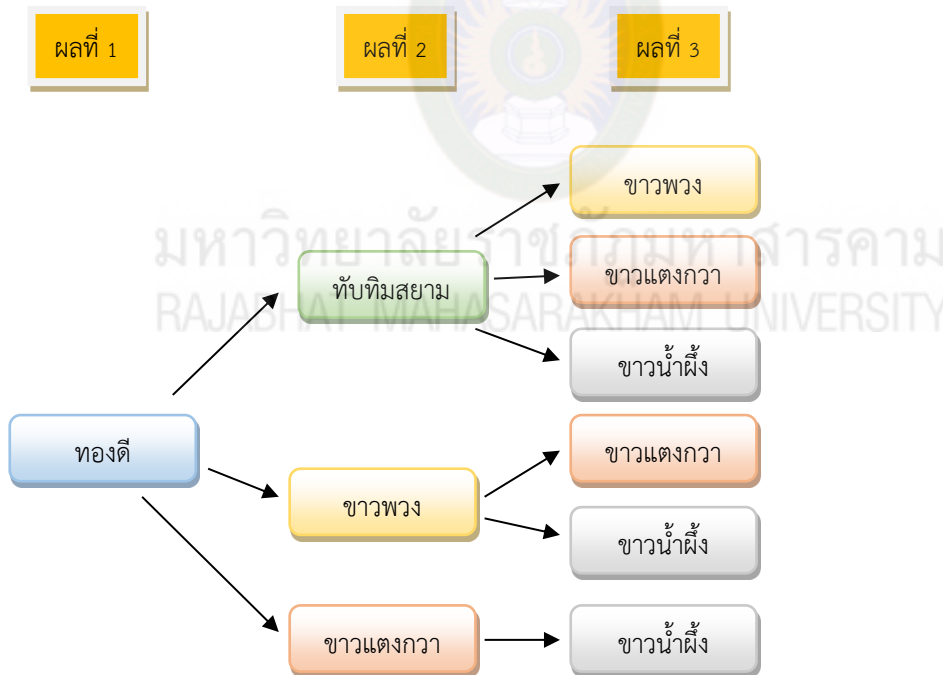 ผลที่ 1
ผลที่ 2
ผลที่ 3
ขาวพวง
มหาวิทยาลัยราชภัฏมหาสารคาม
RAJABHAT MAHASARAKHAM UNIVERSITY
ทับทิมสยาม
ขาวแตงกวา
ขาวน้ำผึ้ง
ทองดี
ขาวแตงกวา
ขาวพวง
ขาวน้ำผึ้ง
ขาวแตงกวา
ขาวน้ำผึ้ง